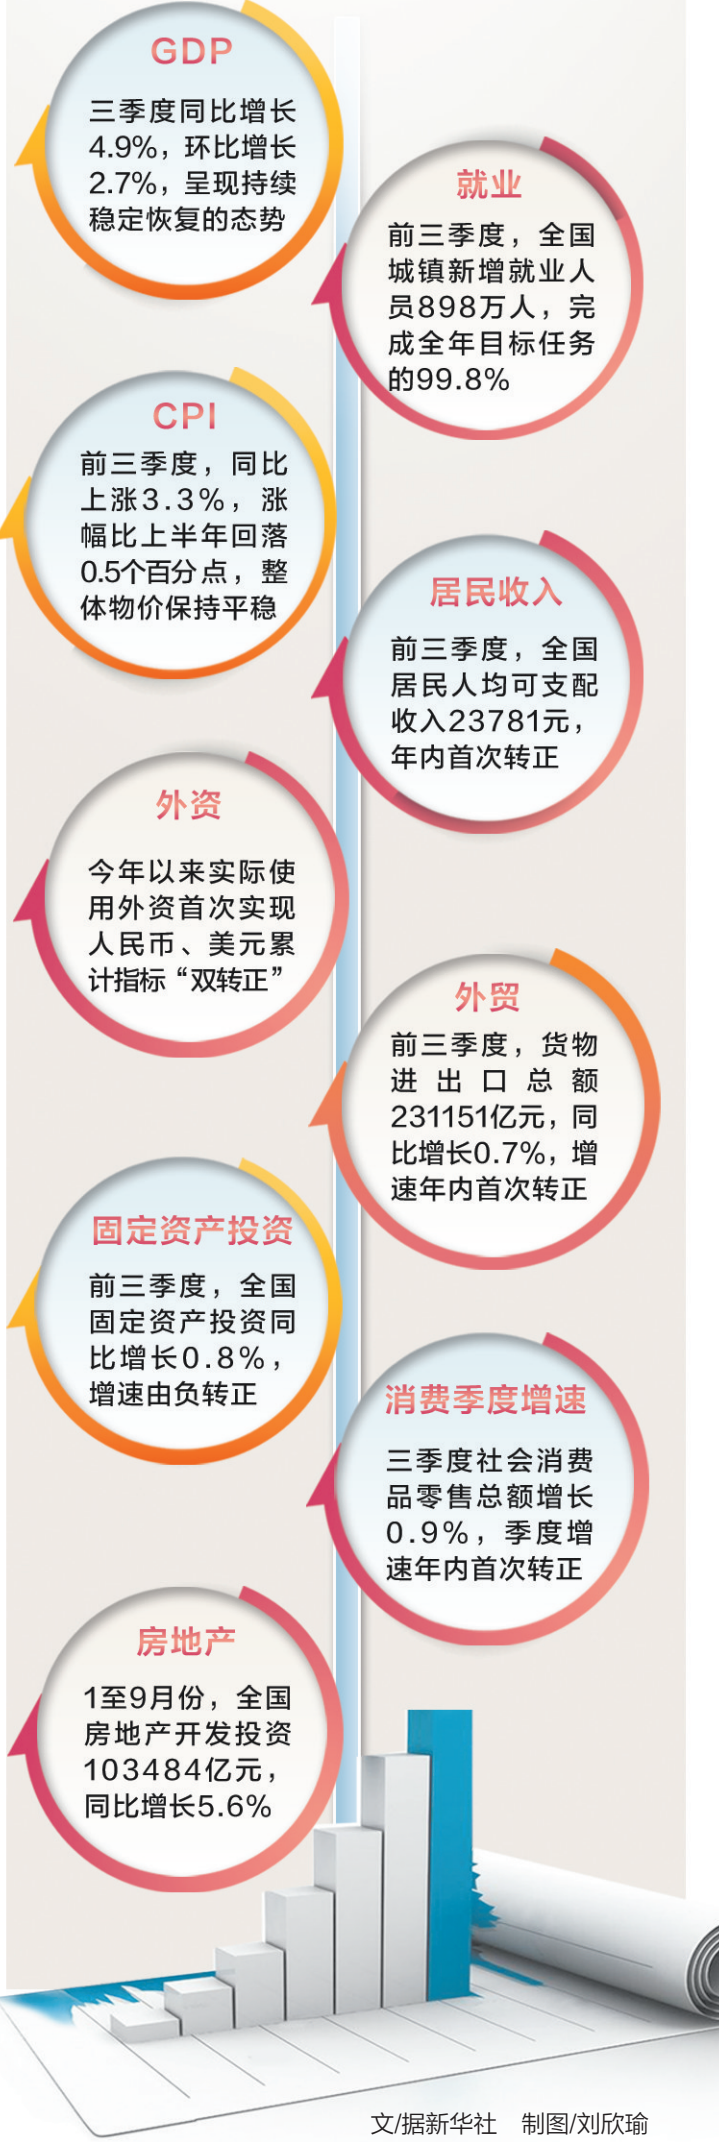 GDP
三季度同比增长
4.9%，环比增长
2.7%，呈现持续
稳定恢复的态势
就业
前三季度，全国
城镇新增就业人
员898万人，完
成全年目标任务
的99.8%
CPI
前三季度，同比
上涨3.3%，涨
幅比上半年回落
0.5个百分点，整
体物价保持平稳
居民收入
前三季度，全国
居民人均可支配
收入23781元，
年内首次转正
外资
今年以来实际使
用外资首次实现
人民币、美元累
计指标“双转正”
外贸
前三季度，货物
进出口总额
231151亿元，同
比增长0.7%，增
速年内首次转正
固定资产投资
前三季度，全国
固定资产投资同
比增长0.8%，
增速由负转正
消费季度增速
三季度社会消费
品零售总额增长
0.9%，季度增
速年内首次转正
房地产
1至9月份，全国
房地产开发投资
103484亿元，
同比增长5.6%
文/据新华社 制图/刘欣瑜